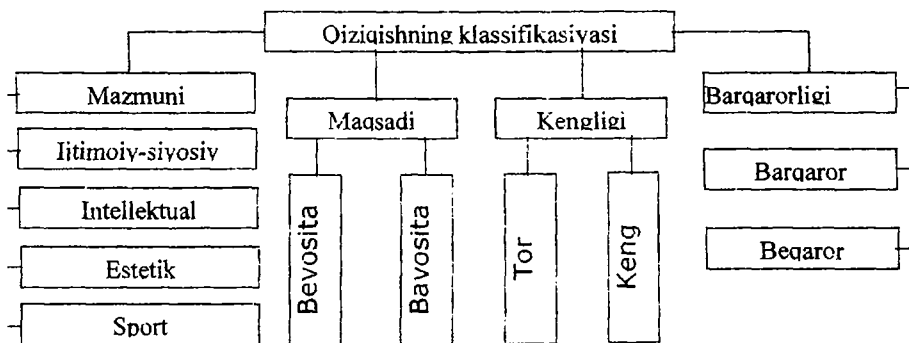 Qiziqishning klassifikasiyasi
Mazmuni
Maqsadi
Kengligi
Barqarorligi
Ijtimoiy-siyosiy
Intellektual
Estetik
Sport
Bevosita
Bavosita
Tor
Keng
Barqaror
Beqaror